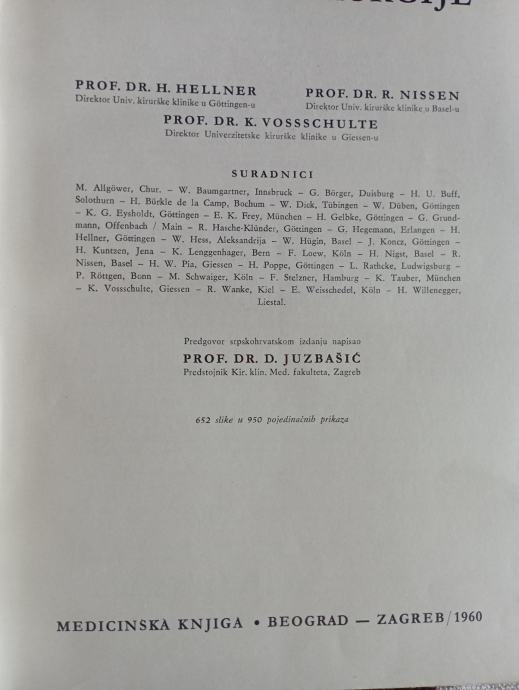 PROF. DR. H. HELLNER
Direktor Univ. kirurške klinike u Göttingen-u
PROF. DR. R. NISSEN
Direktor Univ. kirurške klinike u Basel-u
PROF. DR. K. VOSSSCHULTE
Direktor Univerzitetske kirurške klinike u Giessen-u
SURADNICI
M. Allgöwer, Chur. – W. Baumgartner, Innsbruck – G. Börger, Duisburg – H. U. Buff,
Solothurn – H. Bürkle de la Camp, Bochum – W. Dick, Tübingen – W. Düben, Göttingen
– K. G. Eysholdt, Göttingen – E. K. Frey, München – H. Gelbke, Göttingen – G. Grund-
mann, Offenbach / Main – R. Hasche-Klünder, Göttingen – G. Hegemann, Erlangen – H.
Hellner, Göttingen – W. Hess, Aleksandrija – W. Hügin, Basel – J. Koncz, Göttingen –
H. Kuntzen, Jena – K. Lenggenhager, Bern – F. Loew, Köln – H. Nigst, Basel – R.
Nissen, Basel – H. W. Pia, Giessen – H. Poppe, Göttingen – L. Rathcke, Ludwigsburg –
P. Röttgen, Bonn – M. Schwaiger, Köln – F. Stelzner, Hamburg – K. Tauber, München
– K. Vossschulte, Giessen – R. Wanke, Kiel – E. Weisschedel, Köln – H. Willenegger,
Liestal.
Predgovor srpskohrvatskom izdanju napisao
PROF. DR. D. JUZBAŠIĆ
Predstojnik Kir. klin. Med. fakulteta, Zagreb
652 slike u 950 pojedinačnih prikaza
MEDICINSKA KNJIGA • BEOGRAD — ZAGREB/1960